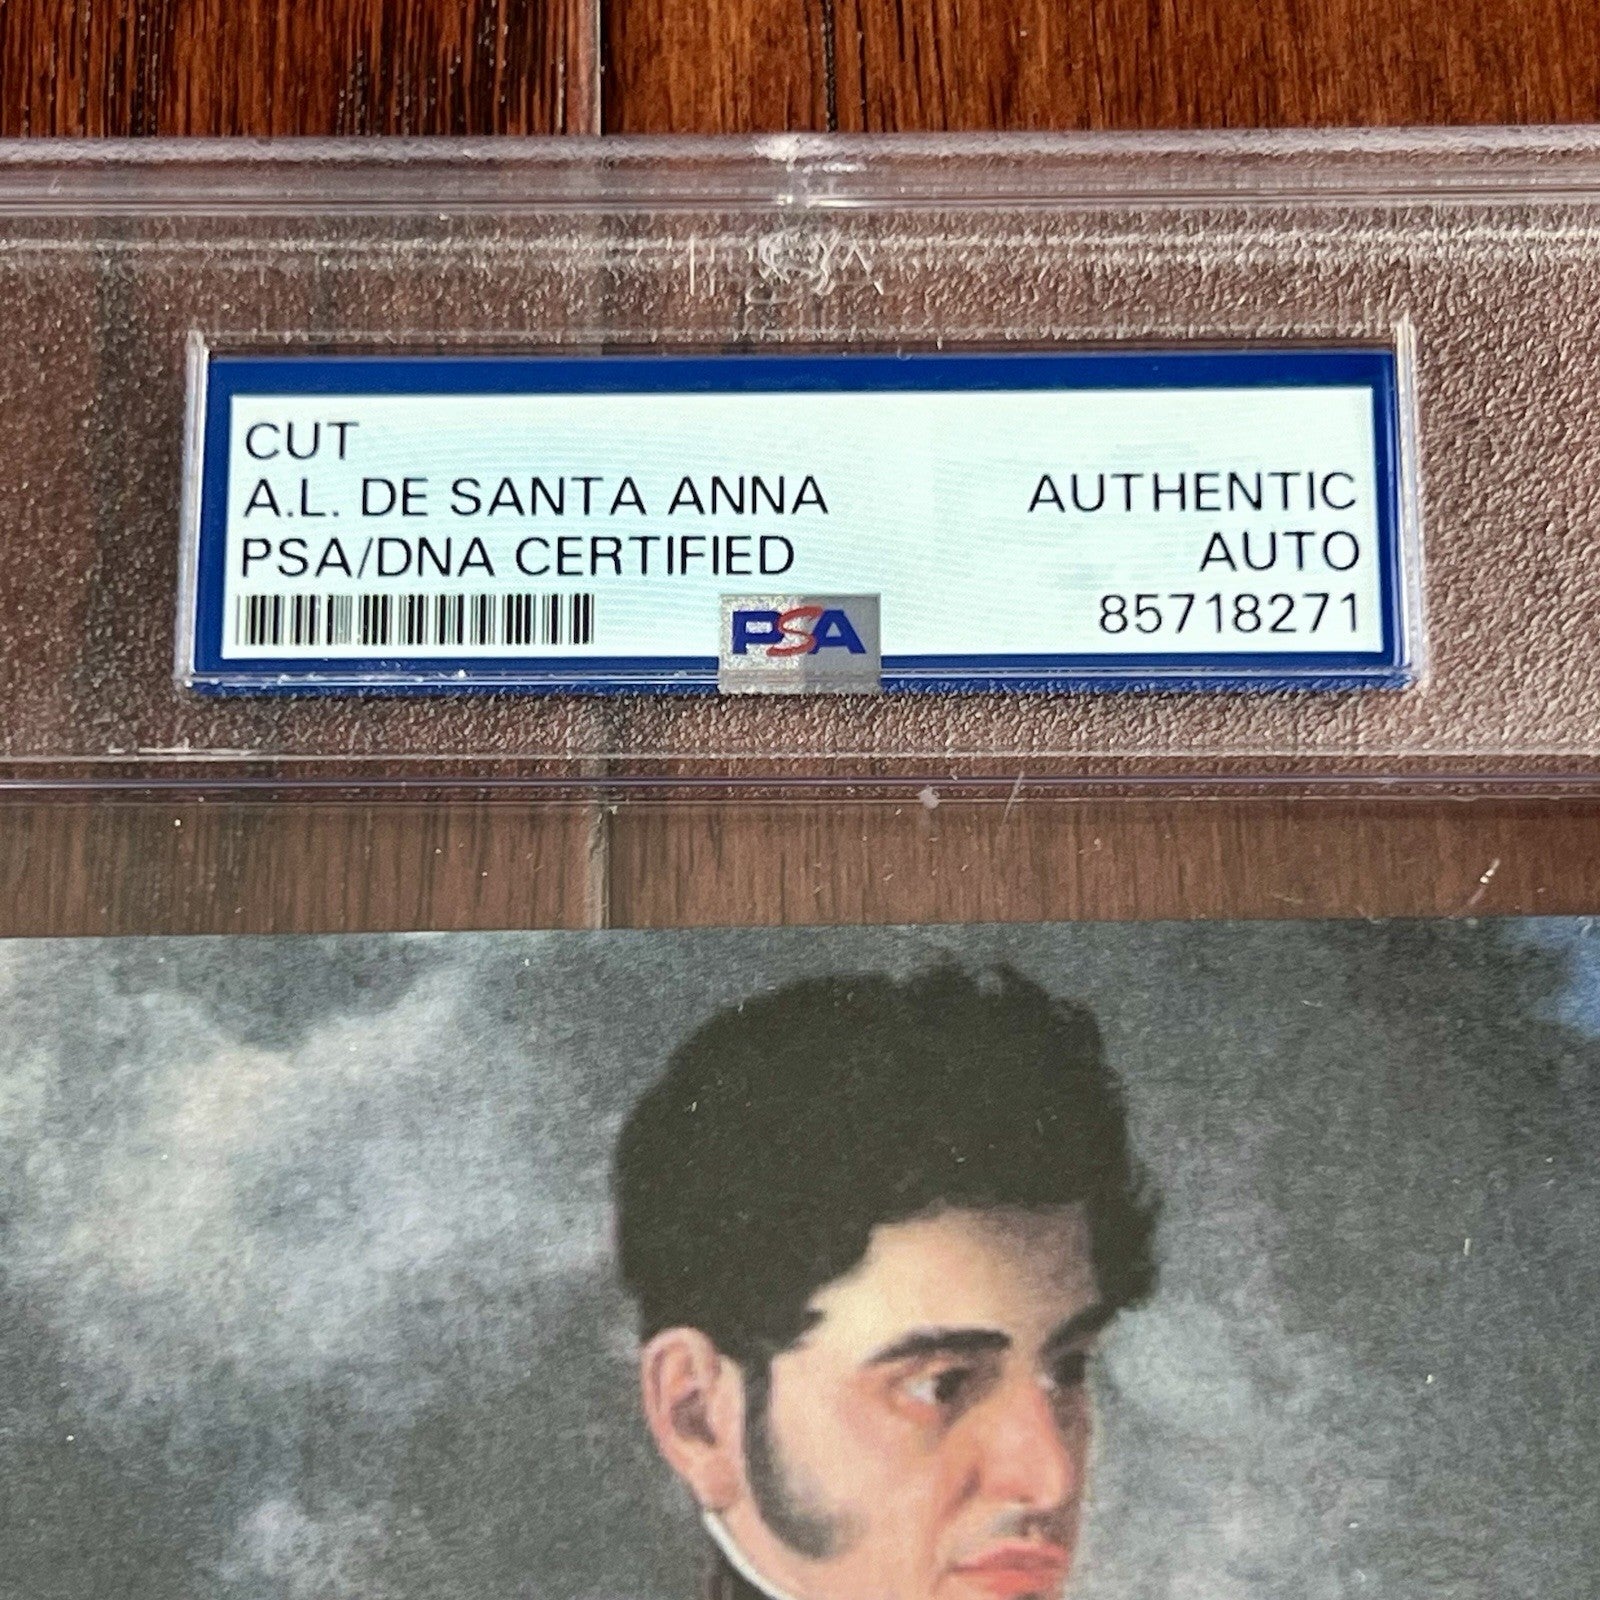 CUT
A.L. DE SANTA ANNA
PSA/DNA CERTIFIED
AUTHENTIC
AUTO
85718271
PSA